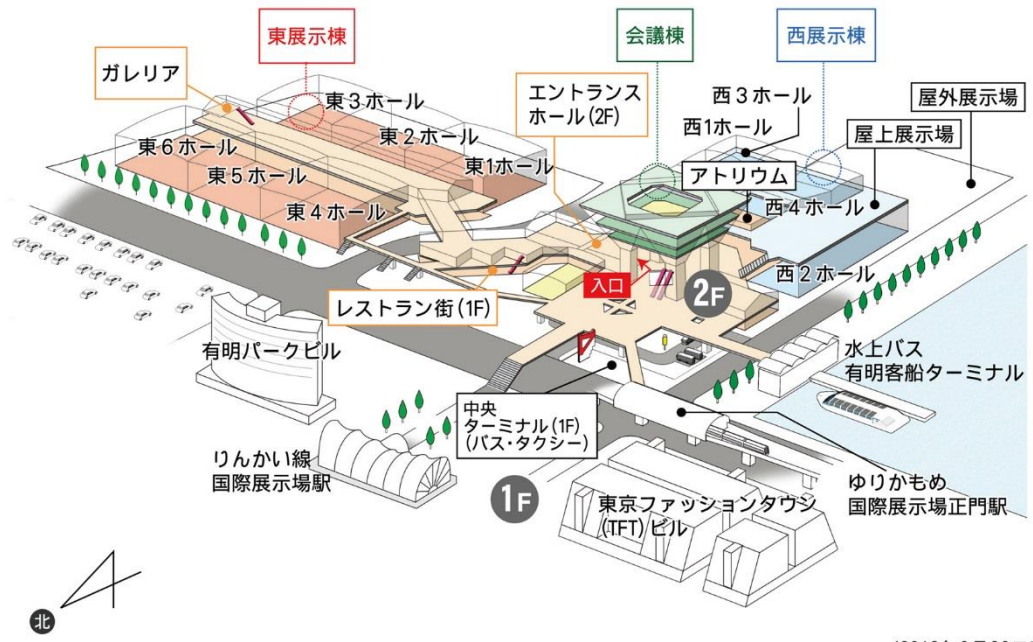 東展示棟
会議棟
西展示棟
ガレリア
エントランス
ホール(2F)
西3ホール
屋外展示場
東3ホール
西1ホール
屋上展示場
東2ホール
東6ホール
東1ホール
アトリウム
東5ホール
西4ホール
東4ホール
入口
2F
西2ホール
レストラン街(1F)
有明パークビル
水上バス
有明客船ターミナル
中央
ターミナル(1F)
(バス・タクシー)
りんかい線
国際展示場駅
1F
東京ファッションタウン
(TFT)ビル
ゆりかもめ
国際展示場正門駅
北